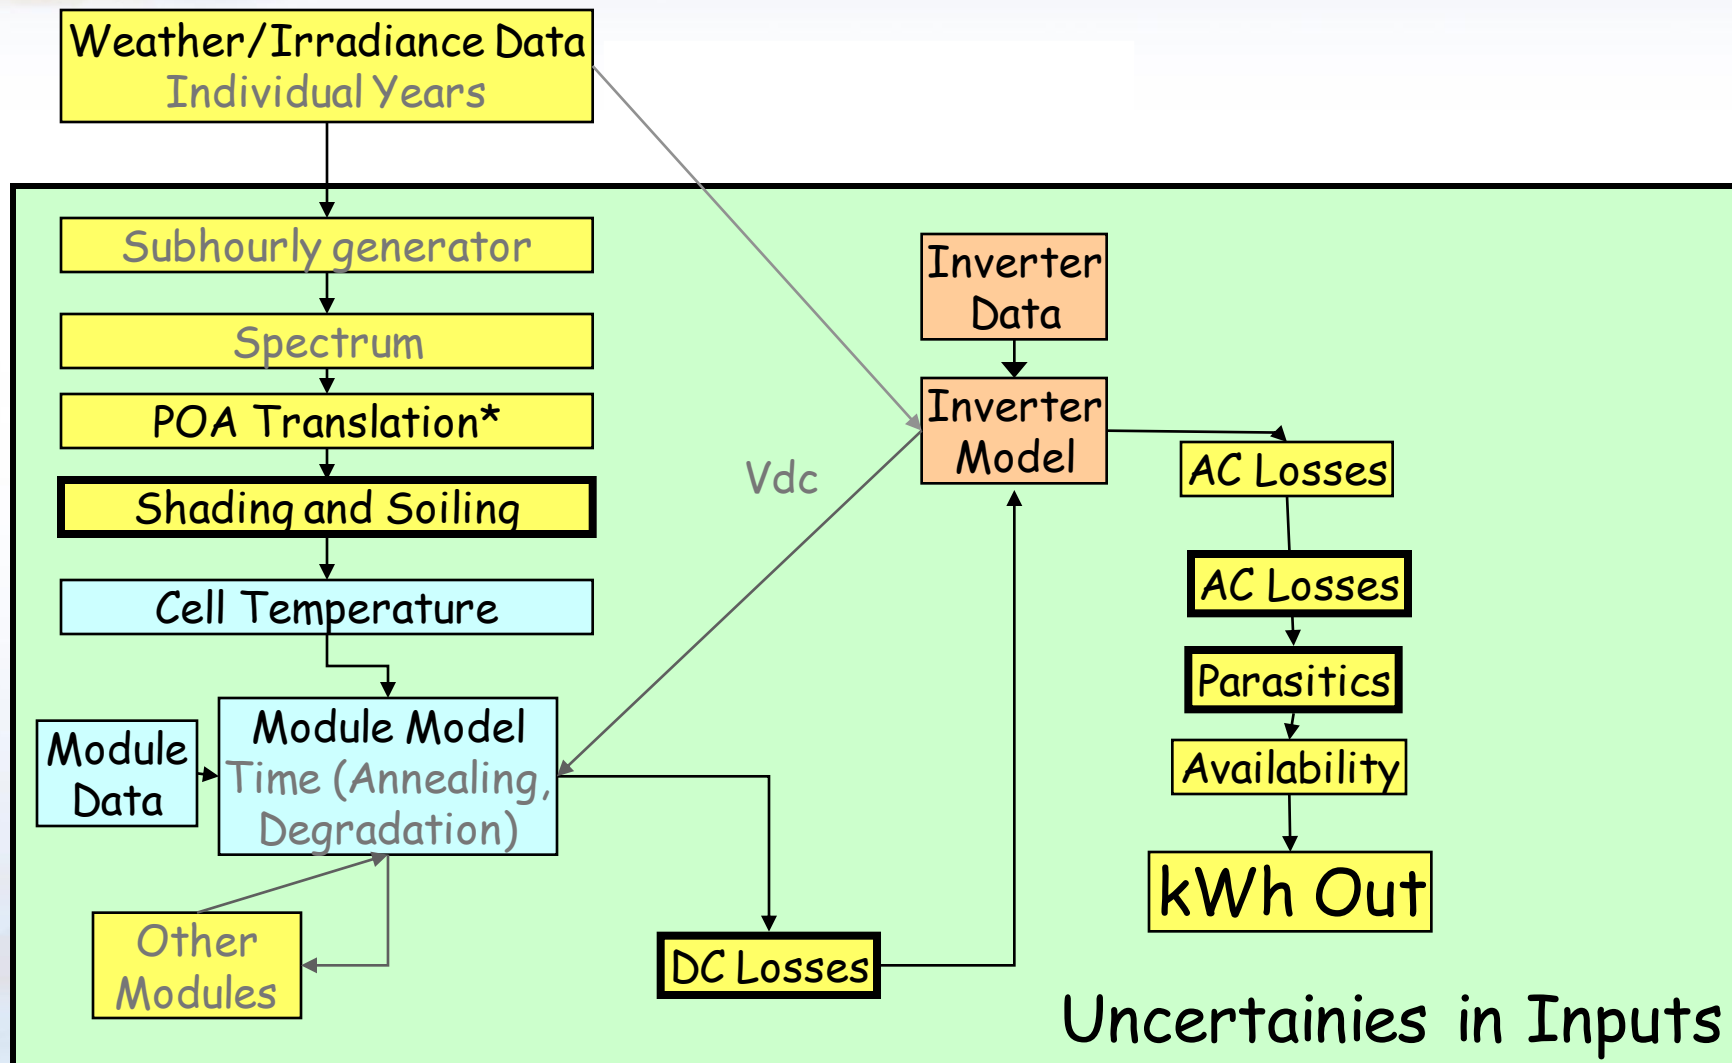 Weather/Irradiance Data
Individual Years
Subhourly generator
Spectrum
POA Translation*
Shading and Soiling
Cell Temperature
Module Model
Time (Annealing,
Degradation)
Module
Data
Other
Modules
DC Losses
Vdc
Inverter
Data
Inverter
Model
AC Losses
AC Losses
Parasitics
Availability
kWh Out
Uncertainies in Inputs